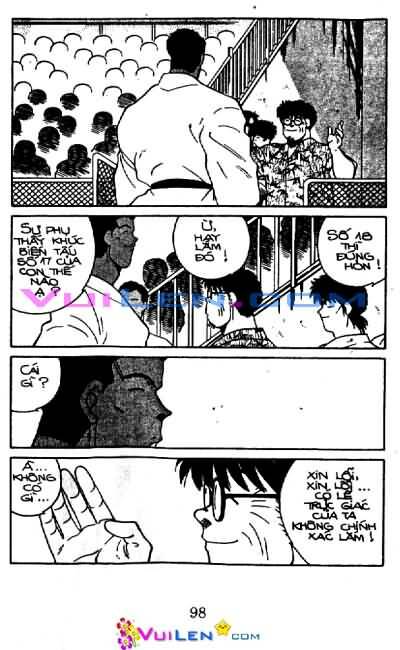 SƯ PHỤ
THẤY KHÚC
BIẾN TẤU
SỐ 17 CỦA
CON THẾ
NÀO
Ạ?
Ừ,
HAY
LẮM
ĐÓ!
SỐ 18
THÌ
ĐÚNG
HƠN!
VUILEN.COM
CÁI
GÌ?
À...
KHÔNG
CÓ
GÌ...
XIN LỖI,
XIN LỖI...
CÓ LẼ
TRỰC GIÁC
CỦA TA
KHÔNG CHÍNH
XÁC LẮM!
98
VUILEN.COM